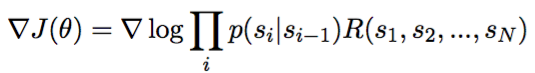 ∇J(θ) = ∇ log ∏_i p(s_i|s_{i−1})R(s_1, s_2, ..., s_N)